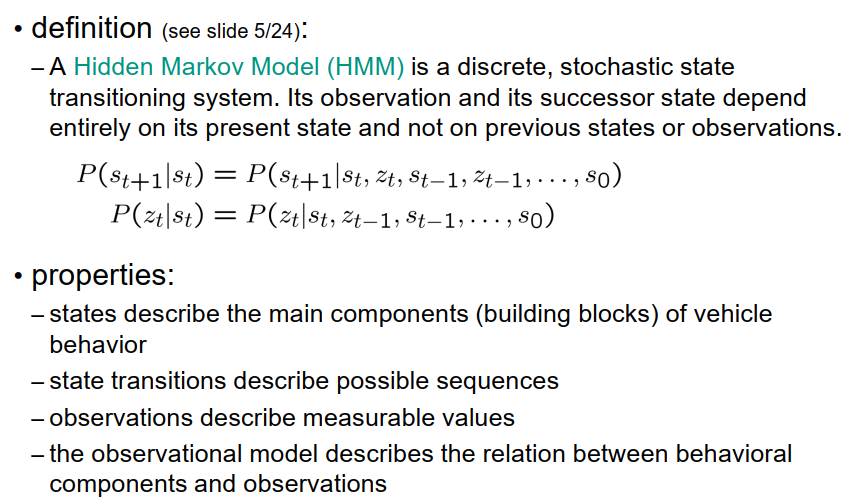 • definition (see slide 5/24):
– A Hidden Markov Model (HMM) is a discrete, stochastic state
transitioning system. Its observation and its successor state depend
entirely on its present state and not on previous states or observations.
P(s_{t+1}|s_t) = P(s_{t+1}|s_t, z_t, s_{t−1}, z_{t−1}, . . . , s_0)
P(z_t|s_t) = P(z_t|s_t, z_{t−1}, s_{t−1}, . . . , s_0)
• properties:
– states describe the main components (building blocks) of vehicle
behavior
– state transitions describe possible sequences
– observations describe measurable values
– the observational model describes the relation between behavioral
components and observations